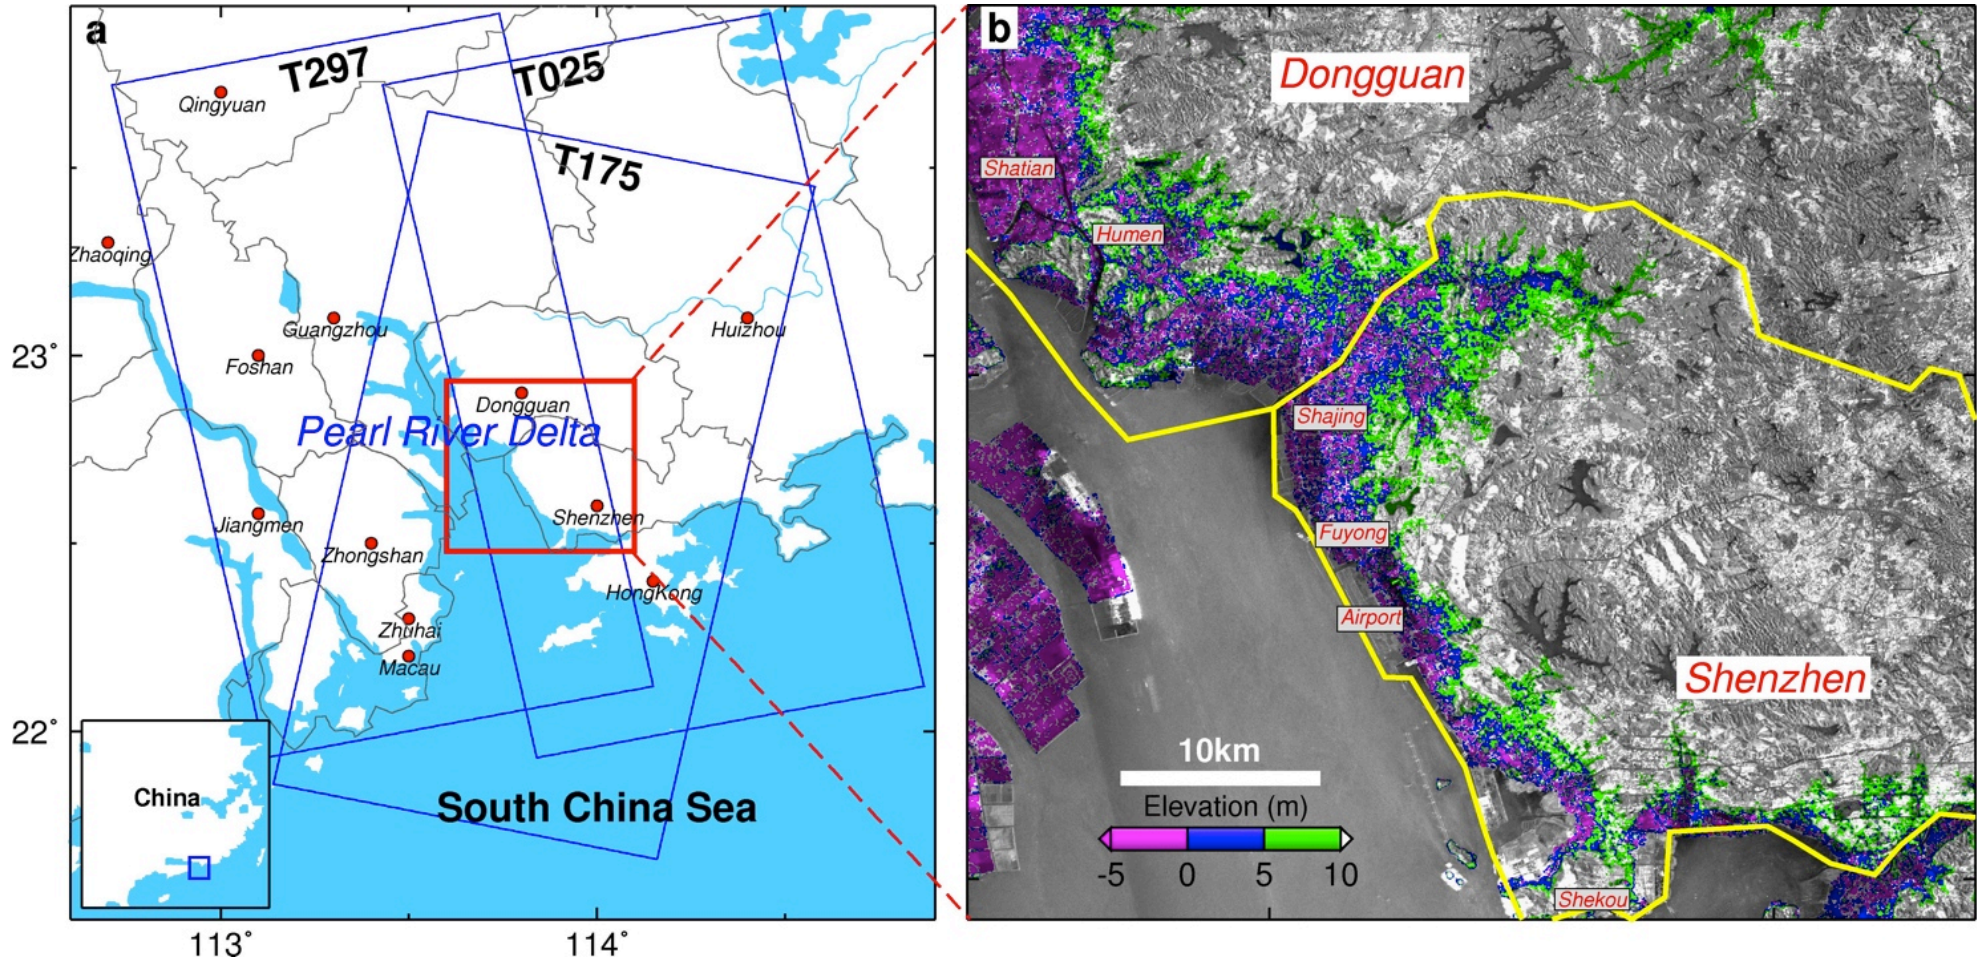 a
T297
T025
T175
Qingyuan
Zhaoqing
Guangzhou
Foshan
Huizhou
Dongguan
Pearl River Delta
Jiangmen
Shenzhen
Zhongshan
HongKong
Zhuhai
Macau
South China Sea
China
23°
22°
113°
114°
b
Dongguan
Shatian
Humen
Shajing
Fuyong
Airport
Shenzhen
10km
Elevation (m)
-5 0 5 10
Shekou